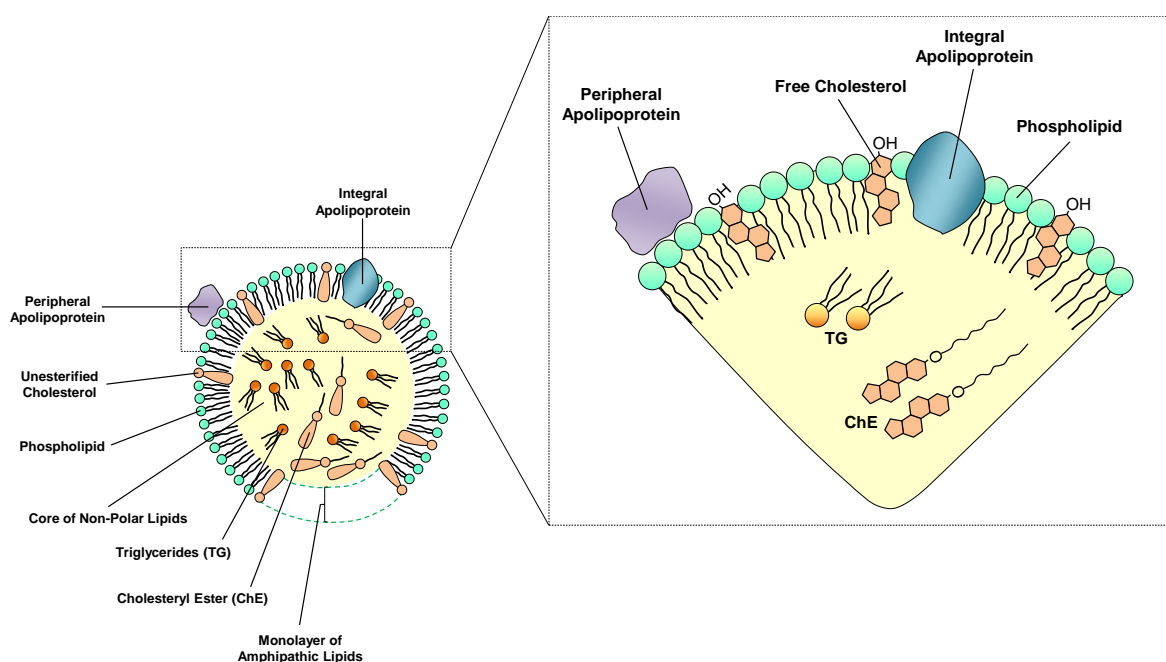 Integral
Apolipoprotein
Peripheral
Apolipoprotein
Unesterified
Cholesterol
Phospholipid
Core of Non-Polar Lipids
Triglycerides (TG)
Cholesteryl Ester (ChE)
Monolayer of
Amphipathic Lipids
Integral
Apolipoprotein
Free Cholesterol
Peripheral
Apolipoprotein
Phospholipid
OH
OH
OH
TG
ChE